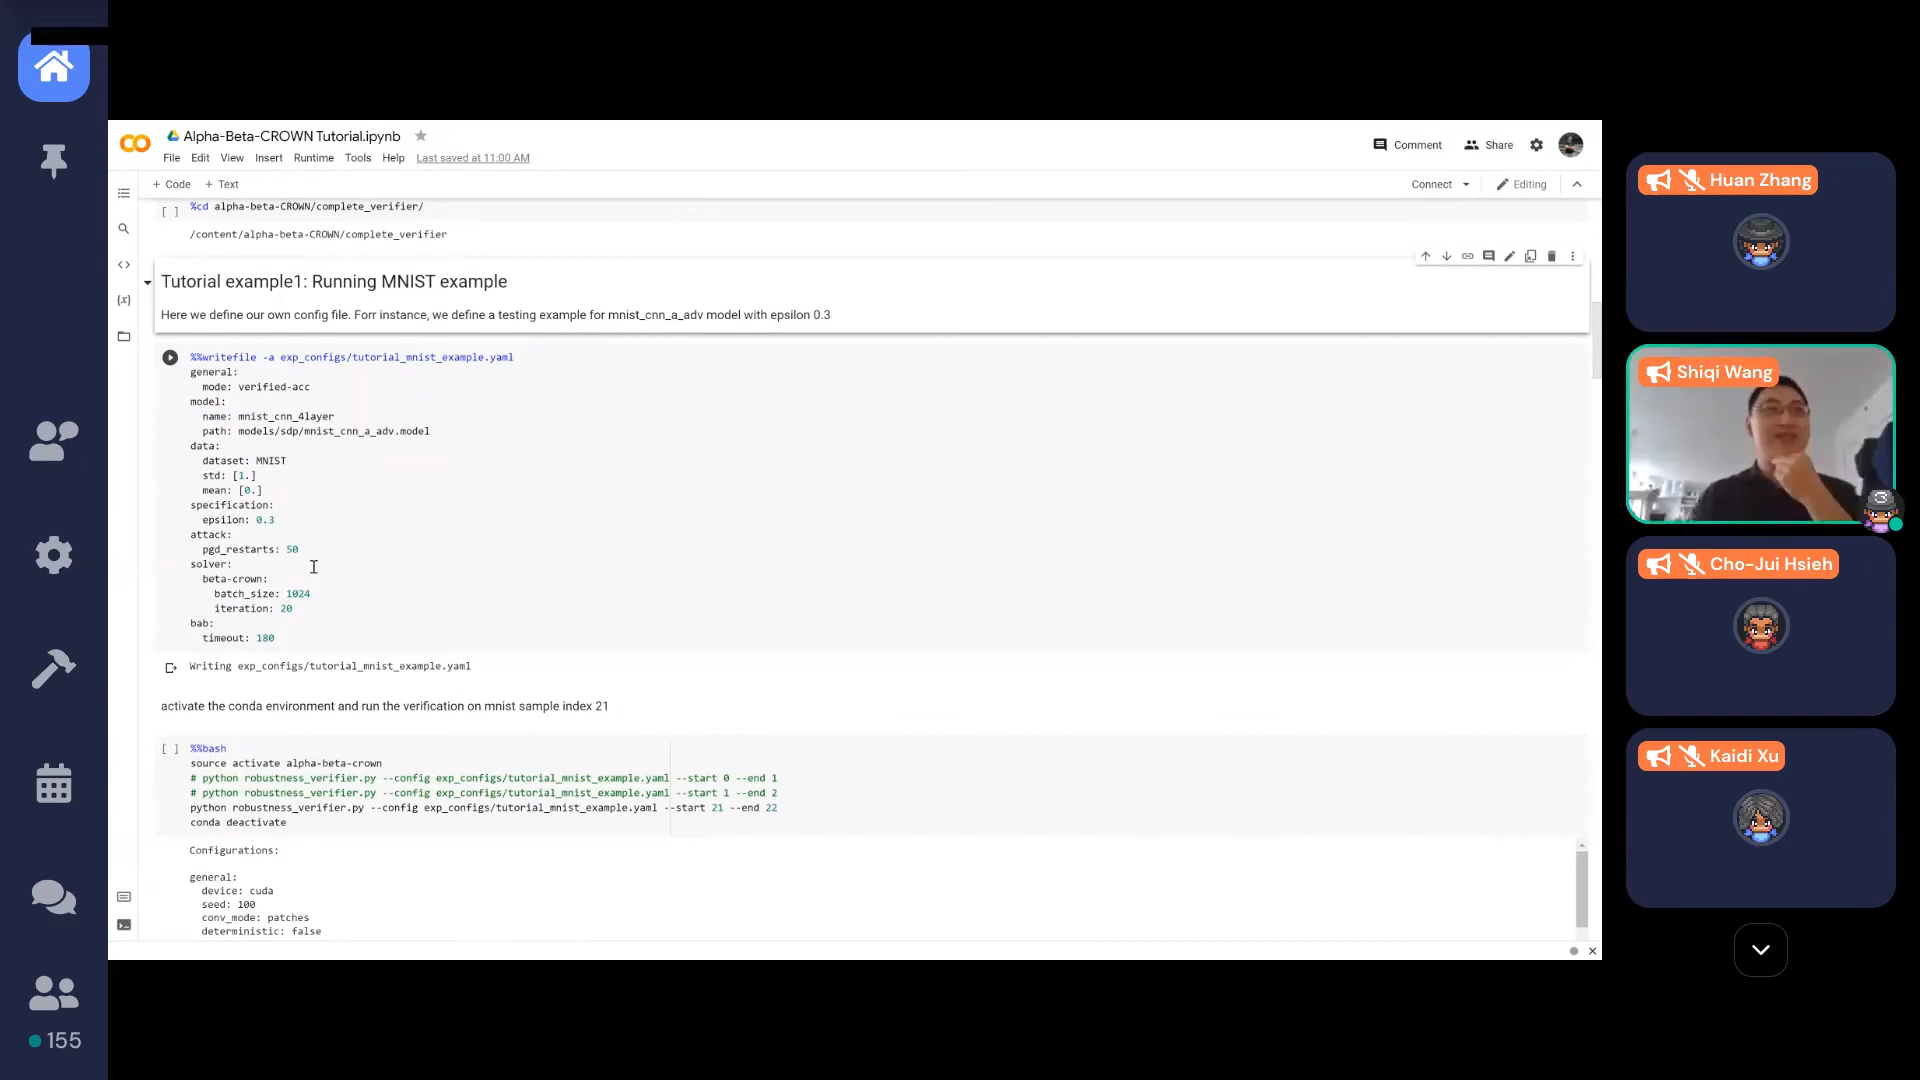 Alpha-Beta-CROWN Tutorial.ipynb
File Edit View Insert Runtime Tools Help Last saved at 11:00 AM
Comment Share
+ Code + Text
Connect Editing
[ ] %cd alpha-beta-CROWN/complete_verifier/
/content/alpha-beta-CROWN/complete_verifier
Tutorial example1: Running MNIST example
Here we define our own config file. Forr instance, we define a testing example for mnist_cnn_a_adv model with epsilon 0.3
%%writefile -a exp_configs/tutorial_mnist_example.yaml
general:
mode: verified-acc
model:
name: mnist_cnn_4layer
path: models/sdp/mnist_cnn_a_adv.model
data:
dataset: MNIST
std: [1.]
mean: [0.]
specification:
epsilon: 0.3
attack:
pgd_restarts: 50
solver:
beta-crown:
batch_size: 1024
iteration: 20
bab:
timeout: 180
Writing exp_configs/tutorial_mnist_example.yaml
activate the conda environment and run the verification on mnist sample index 21
[ ] %%bash
source activate alpha-beta-crown
# python robustness_verifier.py --config exp_configs/tutorial_mnist_example.yaml --start 0 --end 1
# python robustness_verifier.py --config exp_configs/tutorial_mnist_example.yaml --start 1 --end 2
python robustness_verifier.py --config exp_configs/tutorial_mnist_example.yaml --start 21 --end 22
conda deactivate
Configurations:
general:
device: cuda
seed: 100
conv_mode: patches
deterministic: false
Huan Zhang
Shiqi Wang
Cho-Jui Hsieh
Kaidi Xu
155